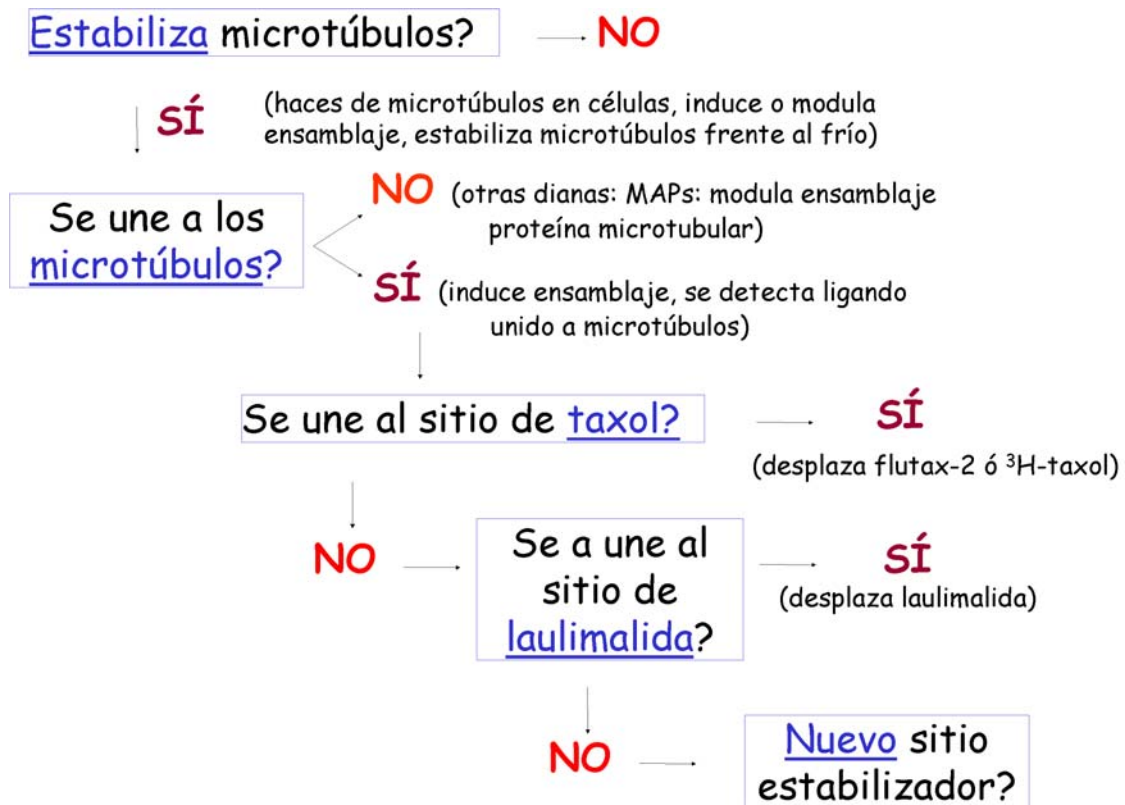 Estabiliza microtúbulos?
NO
SÍ
(haces de microtúbulos en células, induce o modula
ensamblaje, estabiliza microtúbulos frente al frío)
Se une a los
microtúbulos?
NO (otras dianas: MAPs: modula ensamblaje
proteína microtubular)
SÍ (induce ensamblaje, se detecta ligando
unido a microtúbulos)
Se une al sitio de taxol?
SÍ
(desplaza flutax-2 ó ³H-taxol)
NO
Se a une al
sitio de
laulimalida?
SÍ
(desplaza laulimalida)
NO
Nuevo sitio
estabilizador?